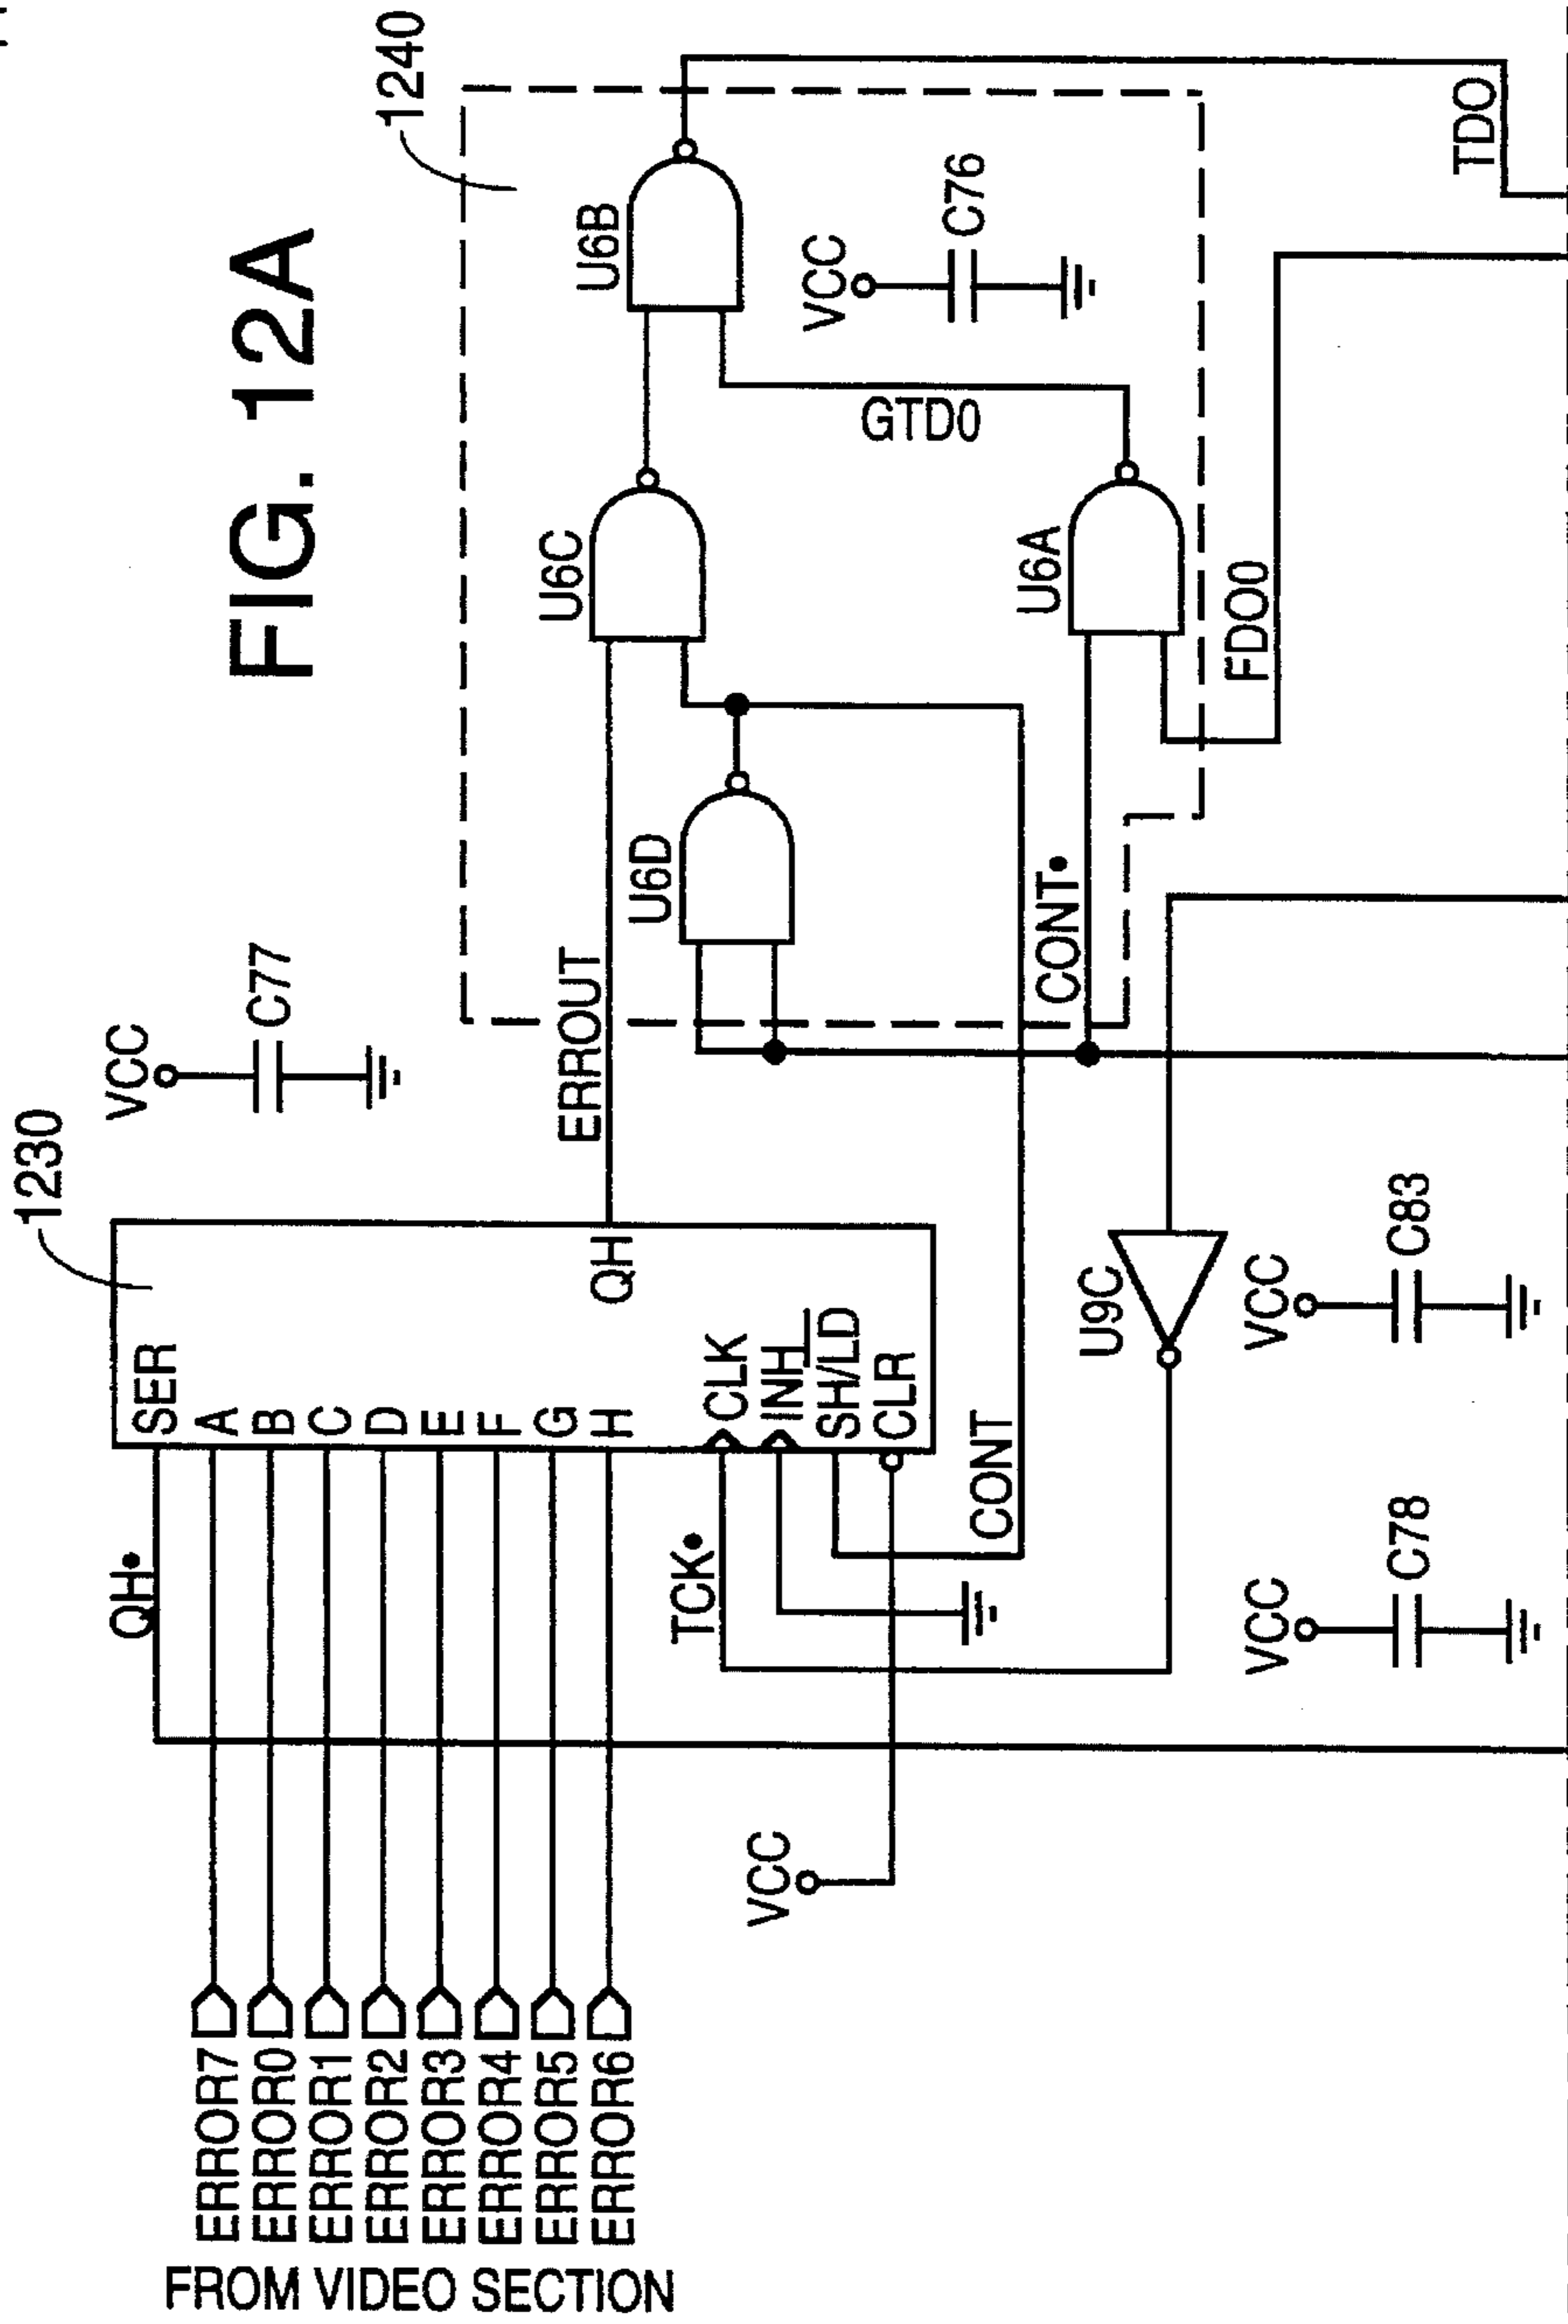 FIG. 12A
1230
1240
VCC
C77
QH•
SER
A
B
C
D
E
F
G
H
QH
CLK
INH
SH/LD
CLR
ERROR7
ERROR0
ERROR1
ERROR2
ERROR3
ERROR4
ERROR5
ERROR6
FROM VIDEO SECTION
ERROUT
U6D
U6C
U6B
VCC
C76
GTD0
U6A
CONT•
FDO0
TDO
TCK•
CONT
VCC
U9C
VCC
C78
VCC
C83